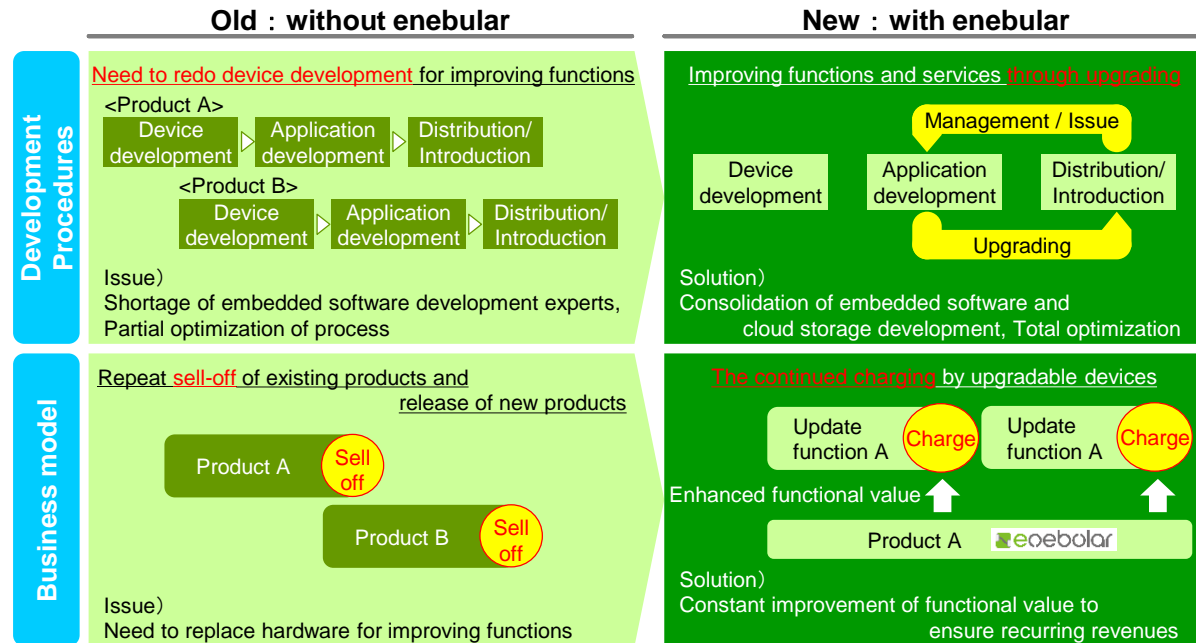 Old：without enebular
New：with enebular
Development
Procedures
Need to redo device development for improving functions
<Product A>
Device
development
Application
development
Distribution/
Introduction
<Product B>
Device
development
Application
development
Distribution/
Introduction
Issue）
Shortage of embedded software development experts,
Partial optimization of process
Improving functions and services through upgrading
Management / Issue
Device
development
Application
development
Distribution/
Introduction
Upgrading
Solution）
Consolidation of embedded software and
cloud storage development, Total optimization
Business model
Repeat sell-off of existing products and
release of new products
Product A
Sell
off
Product B
Sell
off
Issue）
Need to replace hardware for improving functions
The continued charging by upgradable devices
Update
function A
Charge
Update
function A
Charge
Enhanced functional value
Product A
enebular
Solution）
Constant improvement of functional value to
ensure recurring revenues